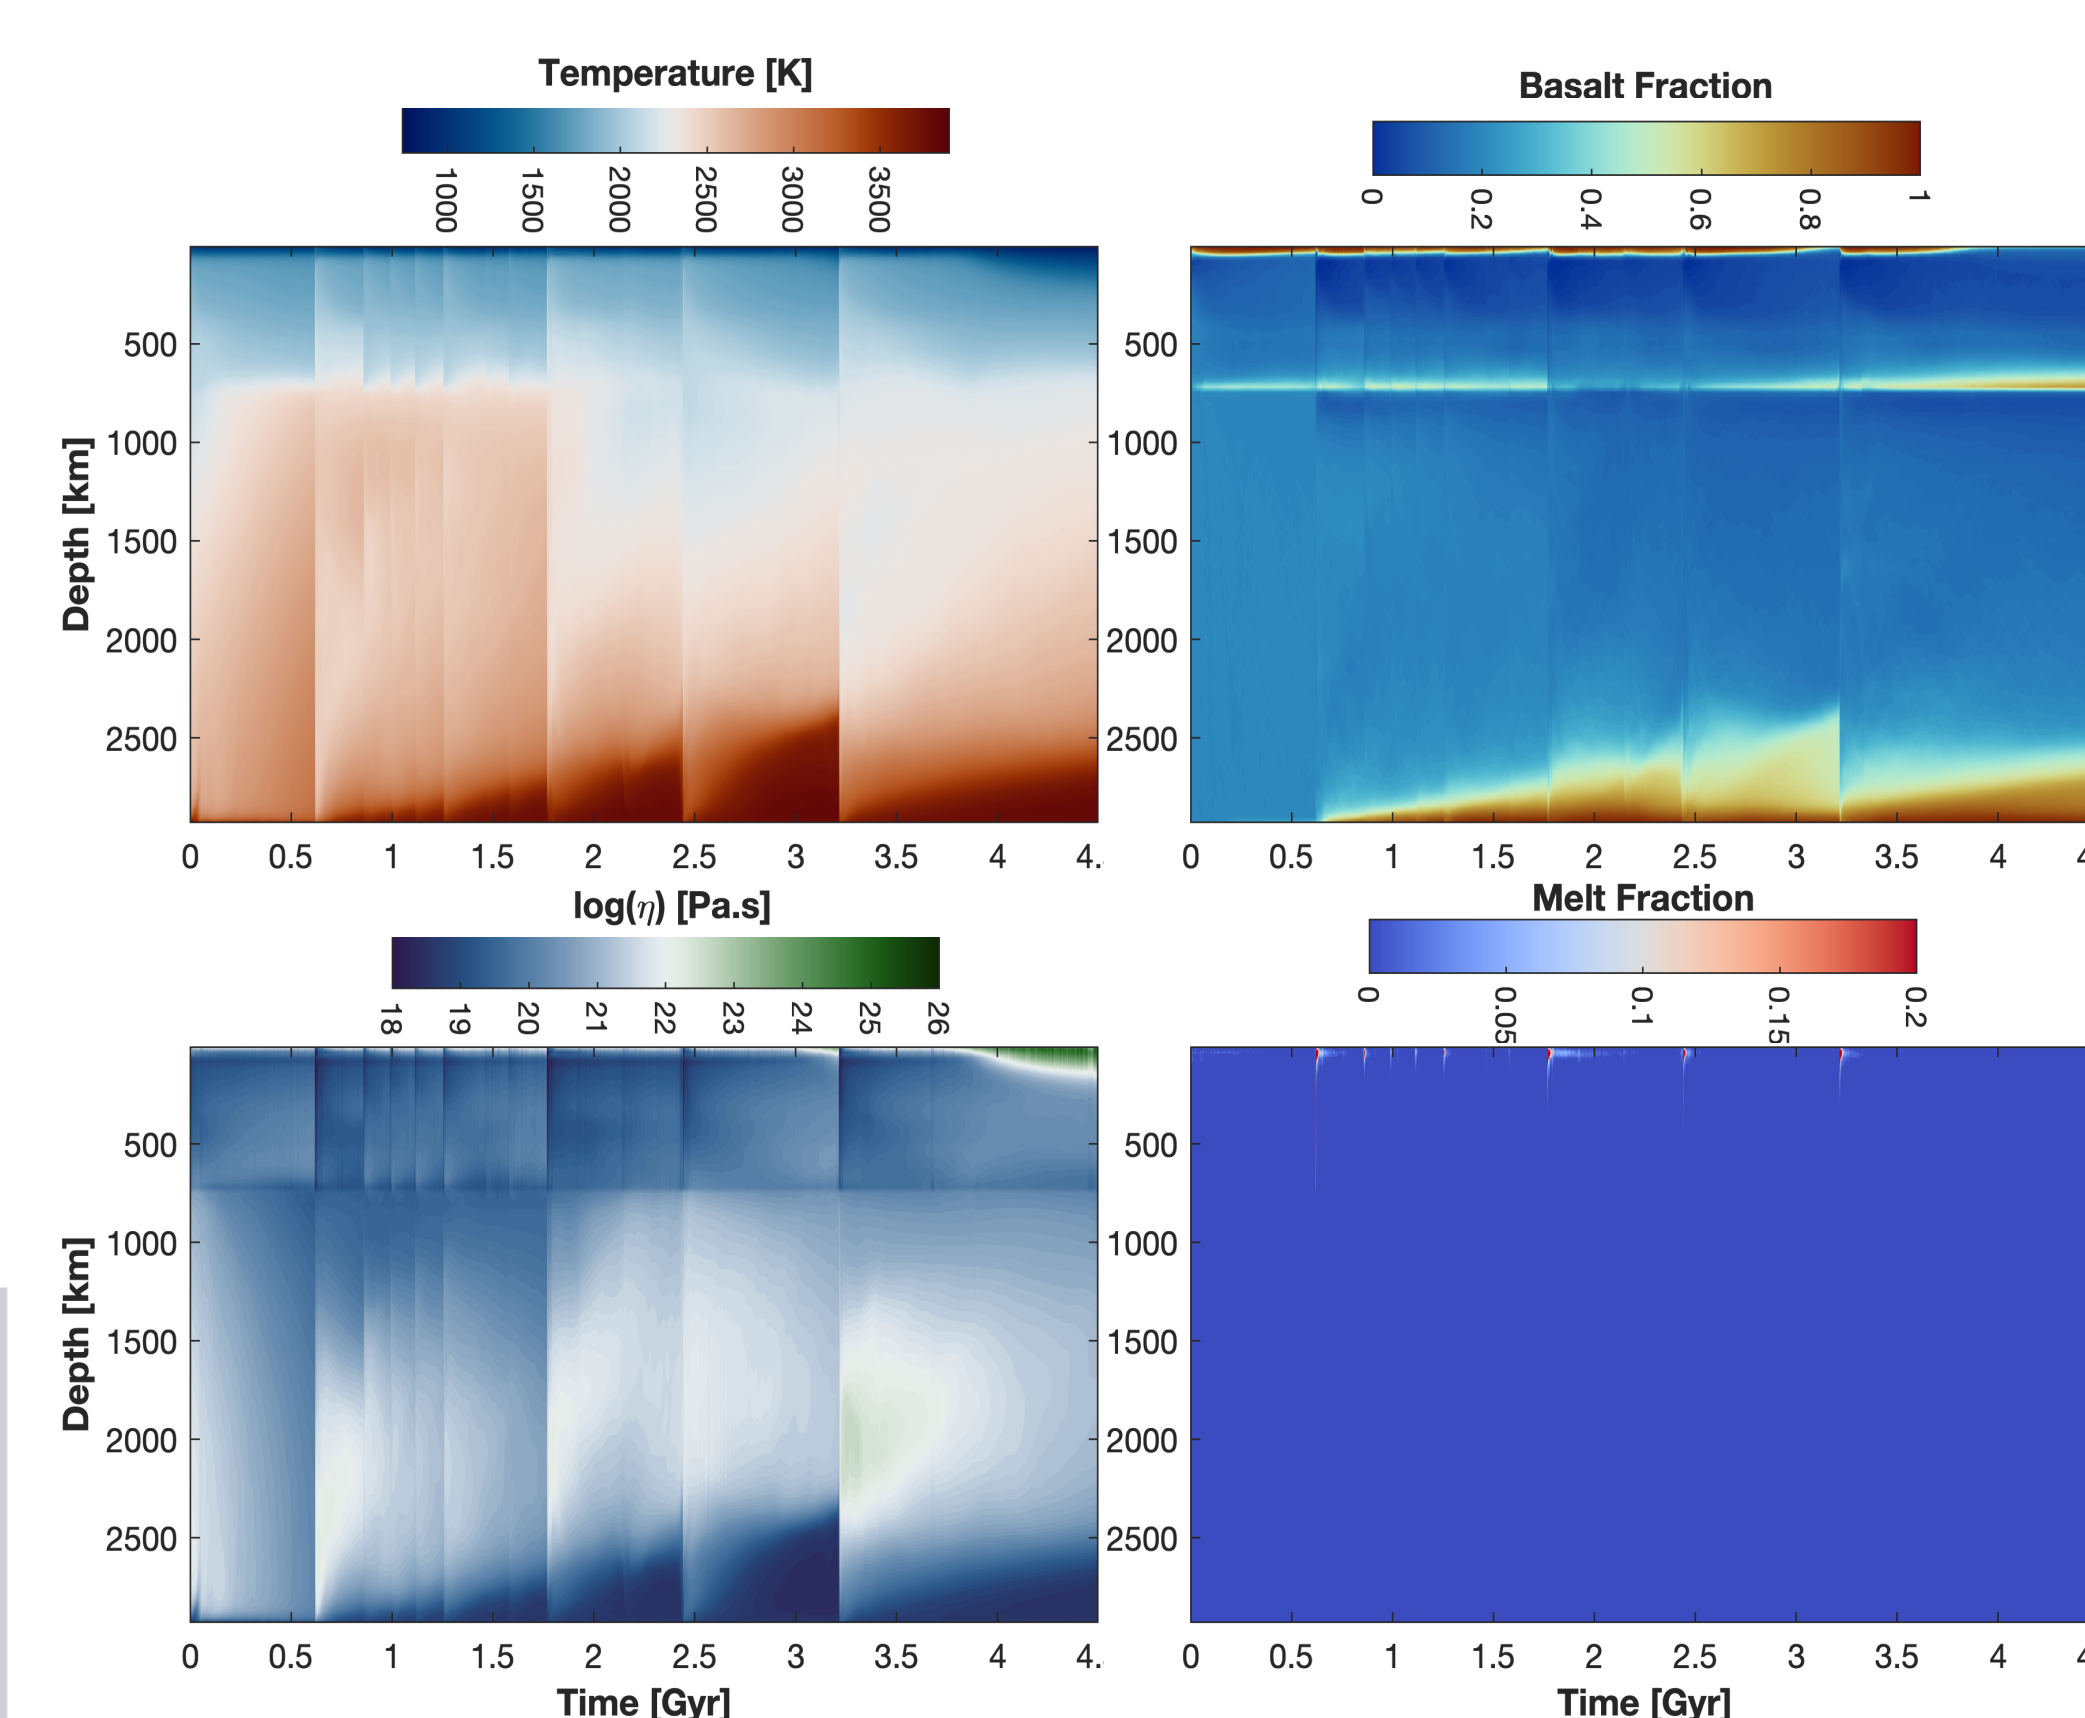 Temperature [K]
1000 1500 2000 2500 3000 3500
Basalt Fraction
0 0.2 0.4 0.6 0.8 1
Depth [km]
500
1000
1500
2000
2500
0 0.5 1 1.5 2 2.5 3 3.5 4 4.
500
1000
1500
2000
2500
0 0.5 1 1.5 2 2.5 3 3.5 4 4
log(η) [Pa.s]
18 19 20 21 22 23 24 25 26
Melt Fraction
0 0.05 0.1 0.15 0.2
Depth [km]
500
1000
1500
2000
2500
0 0.5 1 1.5 2 2.5 3 3.5 4 4.
Time [Gyr]
500
1000
1500
2000
2500
0 0.5 1 1.5 2 2.5 3 3.5 4 4
Time [Gyr]